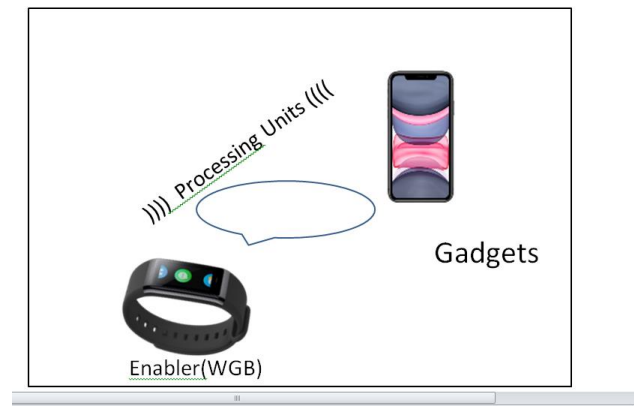 )))) Processing Units ((((
Gadgets
Enabler(WGB)